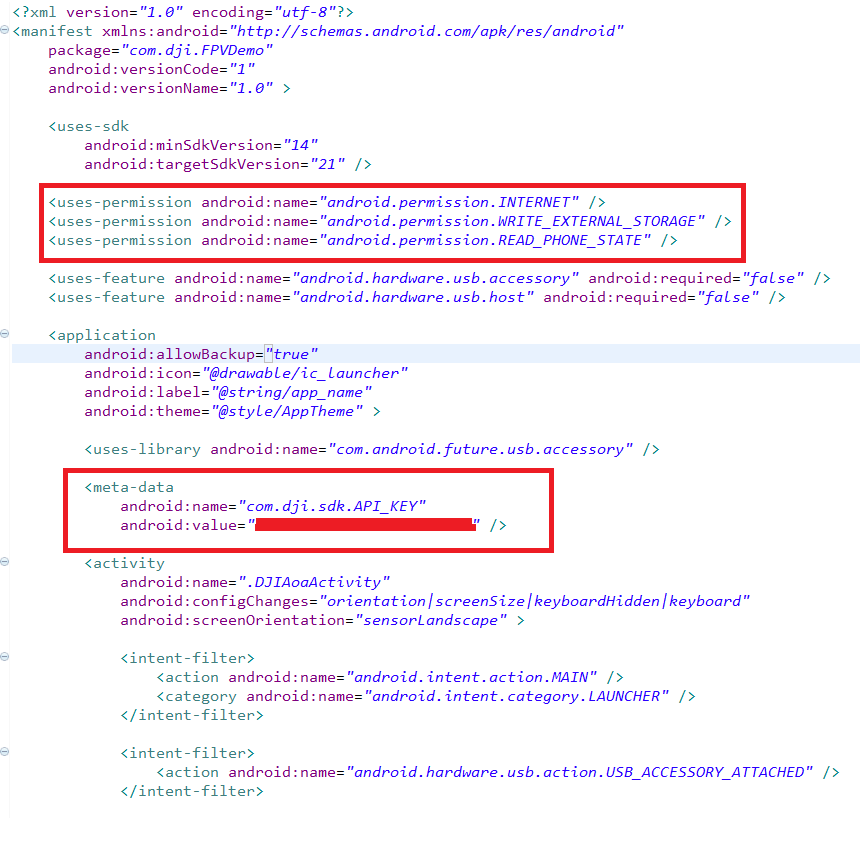 <?xml version="1.0" encoding="utf-8"?>
<manifest xmlns:android="http://schemas.android.com/apk/res/android"
    package="com.dji.FPVDemo"
    android:versionCode="1"
    android:versionName="1.0" >
    <uses-sdk
        android:minSdkVersion="14"
        android:targetSdkVersion="21" />
    <uses-permission android:name="android.permission.INTERNET" />
    <uses-permission android:name="android.permission.WRITE_EXTERNAL_STORAGE" />
    <uses-permission android:name="android.permission.READ_PHONE_STATE" />
    <uses-feature android:name="android.hardware.usb.accessory" android:required="false" />
    <uses-feature android:name="android.hardware.usb.host" android:required="false" />
    <application
        android:allowBackup="true"
        android:icon="@drawable/ic_launcher"
        android:label="@string/app_name"
        android:theme="@style/AppTheme" >
        <uses-library android:name="com.android.future.usb.accessory" />
        <meta-data
            android:name="com.dji.sdk.API_KEY"
            android:value="" />
        <activity
            android:name=".DJIAoaActivity"
            android:configChanges="orientation|screenSize|keyboardHidden|keyboard"
            android:screenOrientation="sensorLandscape" >
            <intent-filter>
                <action android:name="android.intent.action.MAIN" />
                <category android:name="android.intent.category.LAUNCHER" />
            </intent-filter>
            <intent-filter>
                <action android:name="android.hardware.usb.action.USB_ACCESSORY_ATTACHED" />
            </intent-filter>